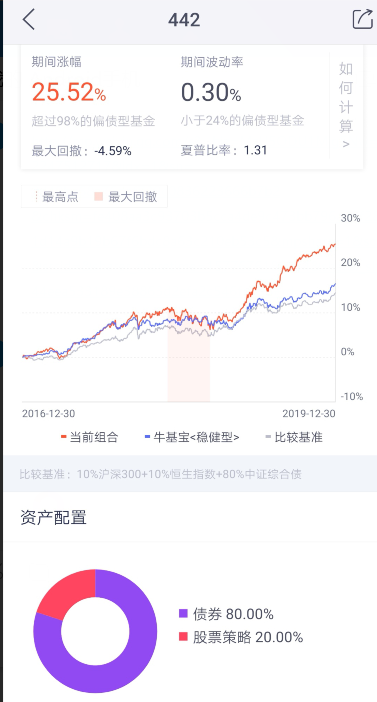 442
期间涨幅
期间波动率
25.52%
0.30%
超过98%的偏债型基金
小于24%的偏债型基金
最大回撤：-4.59%
夏普比率：1.31
如何计算>
最高点
最大回撤
30%
20%
10%
0%
-10%
2016-12-30
2019-12-30
当前组合
牛基宝<稳健型>
比较基准
比较基准：10%沪深300+10%恒生指数+80%中证综合债
资产配置
债券 80.00%
股票策略 20.00%